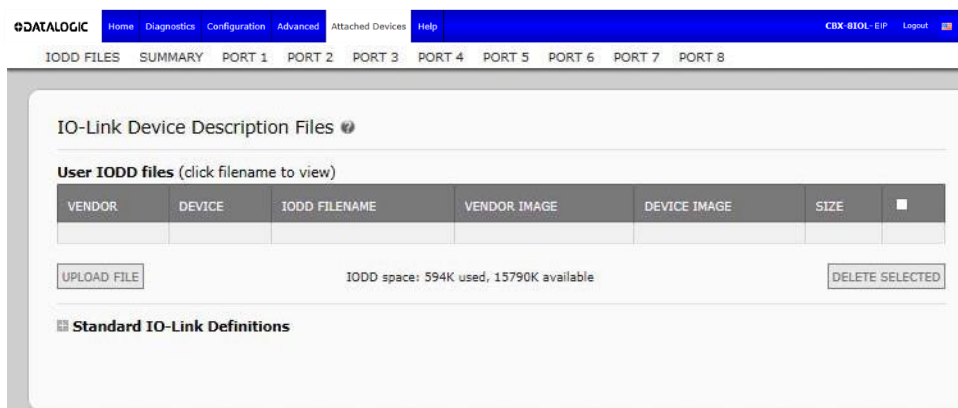 DATALOGIC Home Diagnostics Configuration Advanced Attached Devices Help CBX-8IOL-EIP Logout
IODD FILES SUMMARY PORT 1 PORT 2 PORT 3 PORT 4 PORT 5 PORT 6 PORT 7 PORT 8
IO-Link Device Description Files ?
User IODD files (click filename to view)
VENDOR DEVICE IODD FILENAME VENDOR IMAGE DEVICE IMAGE SIZE
UPLOAD FILE IODD space: 594K used, 15790K available DELETE SELECTED
Standard IO-Link Definitions